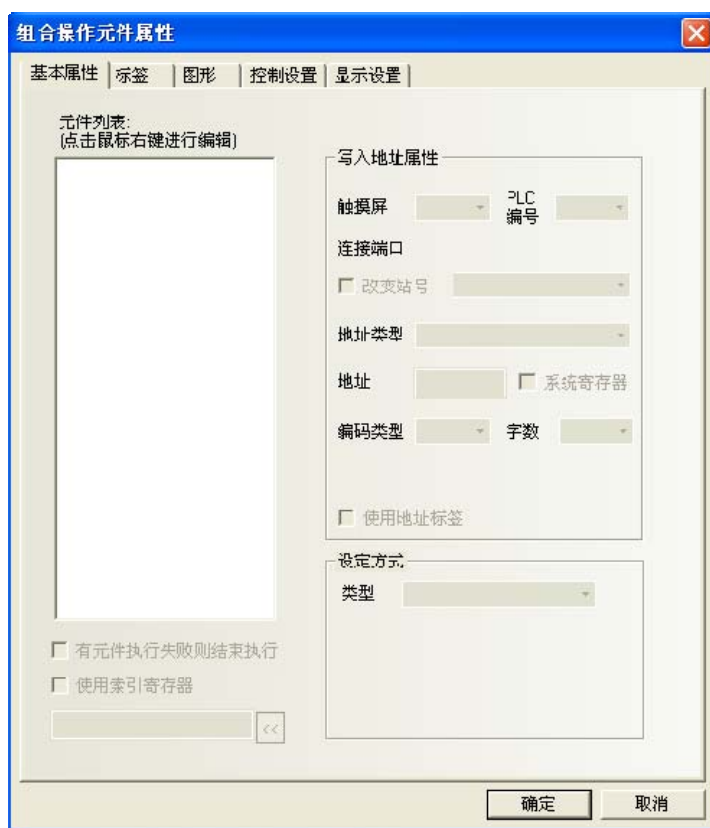 组合操作元件属性
基本属性 标签 图形 控制设置 显示设置
元件列表:
(点击鼠标右键进行编辑)
写入地址属性
触摸屏 PLC
编号
连接端口
改变站号
地址类型
地址 系统寄存器
编码类型 字数
使用地址标签
设定方式
类型
有元件执行失败则结束执行
使用索引寄存器
<<
确定 取消